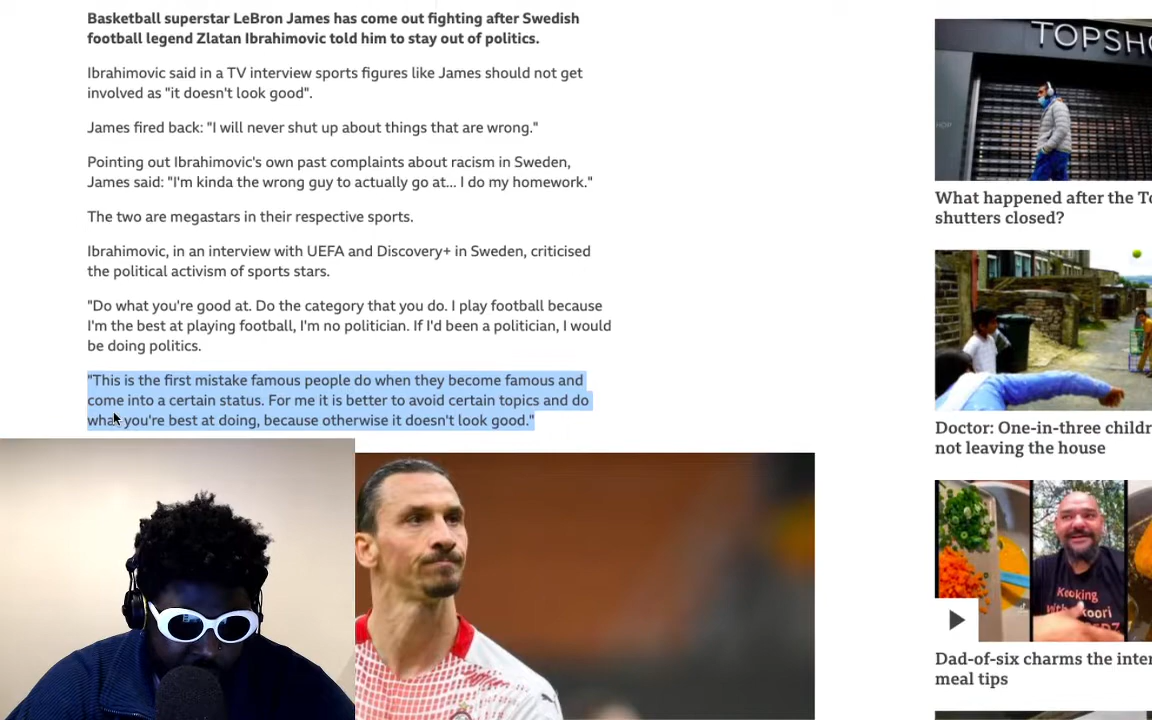 Basketball superstar LeBron James has come out fighting after Swedish
football legend Zlatan Ibrahimovic told him to stay out of politics.
Ibrahimovic said in a TV interview sports figures like James should not get
involved as "it doesn't look good".
James fired back: "I will never shut up about things that are wrong."
Pointing out Ibrahimovic's own past complaints about racism in Sweden,
James said: "I'm kinda the wrong guy to actually go at... I do my homework."
The two are megastars in their respective sports.
Ibrahimovic, in an interview with UEFA and Discovery+ in Sweden, criticised
the political activism of sports stars.
"Do what you're good at. Do the category that you do. I play football because
I'm the best at playing football, I'm no politician. If I'd been a politician, I would
be doing politics.
"This is the first mistake famous people do when they become famous and
come into a certain status. For me it is better to avoid certain topics and do
what you're best at doing, because otherwise it doesn't look good."
TOPSHO
What happened after the To
shutters closed?
Doctor: One-in-three childr
not leaving the house
Kooking
Dad-of-six charms the inter
meal tips